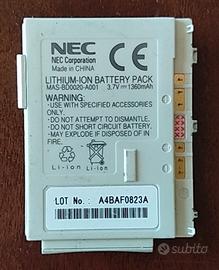 NEC
NEC Corporation
Made in CHINA
CE
LITHIUM-ION BATTERY PACK
MAS-BD0020-A001
3.7V ⎓ 1360mAh
-USE WITH SPECIFIED
ACCESSORIES ONLY.
-DO NOT ATTEMPT TO DISMANTLE.
-DO NOT SHORT CIRCUIT.
-MAY EXPLODE IF DISPOSED OF
IN FIRE.
Li-ion
Li-ion
LOT No.: A4BAF0823A
subito